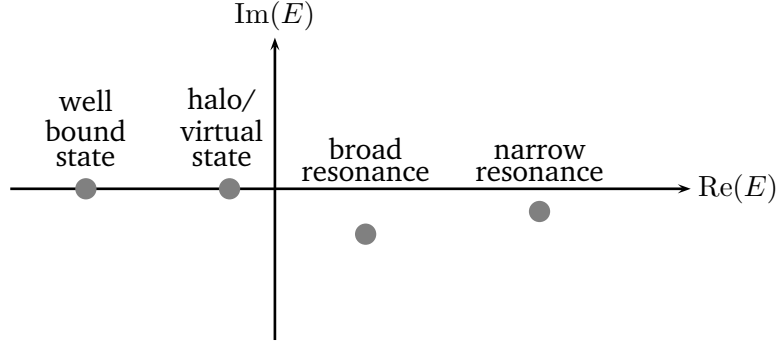 Im(E)
well
bound
state
halo/
virtual
state
broad
resonance
narrow
resonance
Re(E)